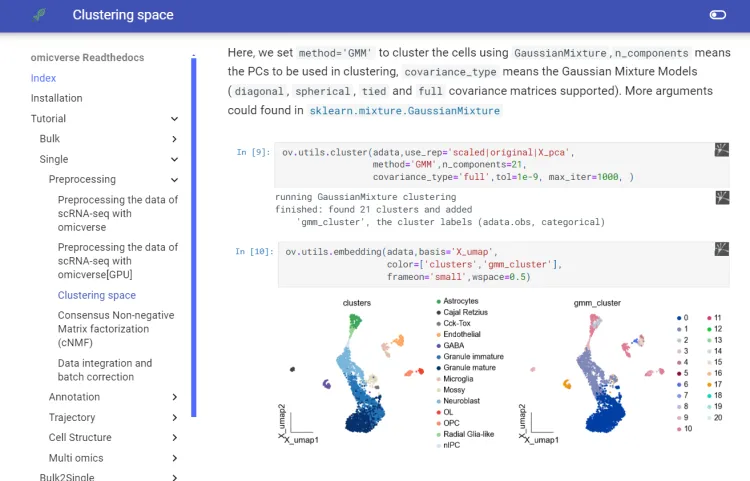 Clustering space
omicverse Readthedocs
Index
Installation
Tutorial
Bulk
Single
Preprocessing
Preprocessing the data of
scRNA-seq with
omicverse
Preprocessing the data of
scRNA-seq with
omicverse[GPU]
Clustering space
Consensus Non-negative
Matrix factorization
(cNMF)
Data integration and
batch correction
Annotation
Trajectory
Cell Structure
Multi omics
Bulk2Single
Here, we set method='GMM' to cluster the cells using GaussianMixture,n_components means
the PCs to be used in clustering, covariance_type means the Gaussian Mixture Models
(diagonal, spherical, tied and full covariance matrices supported). More arguments
could found in sklearn.mixture.GaussianMixture
In [9]: ov.utils.cluster(adata,use_rep='scaled|original|X_pca',
method='GMM',n_components=21,
covariance_type='full',tol=1e-9, max_iter=1000, )
running GaussianMixture clustering
finished: found 21 clusters and added
'gmm_cluster', the cluster labels (adata.obs, categorical)
In [10]: ov.utils.embedding(adata,basis='X_umap',
color=['clusters','gmm_cluster'],
frameon='small',wspace=0.5)
clusters
X_umap2
X_umap1
Astrocytes
Cajal Retzius
Cck-Tox
Endothelial
GABA
Granule immature
Granule mature
Microglia
Mossy
Neuroblast
OL
OPC
Radial Glia-like
nIPC
gmm_cluster
X_umap2
X_umap1
0
1
2
3
4
5
6
7
8
9
10
11
12
13
14
15
16
17
18
19
20